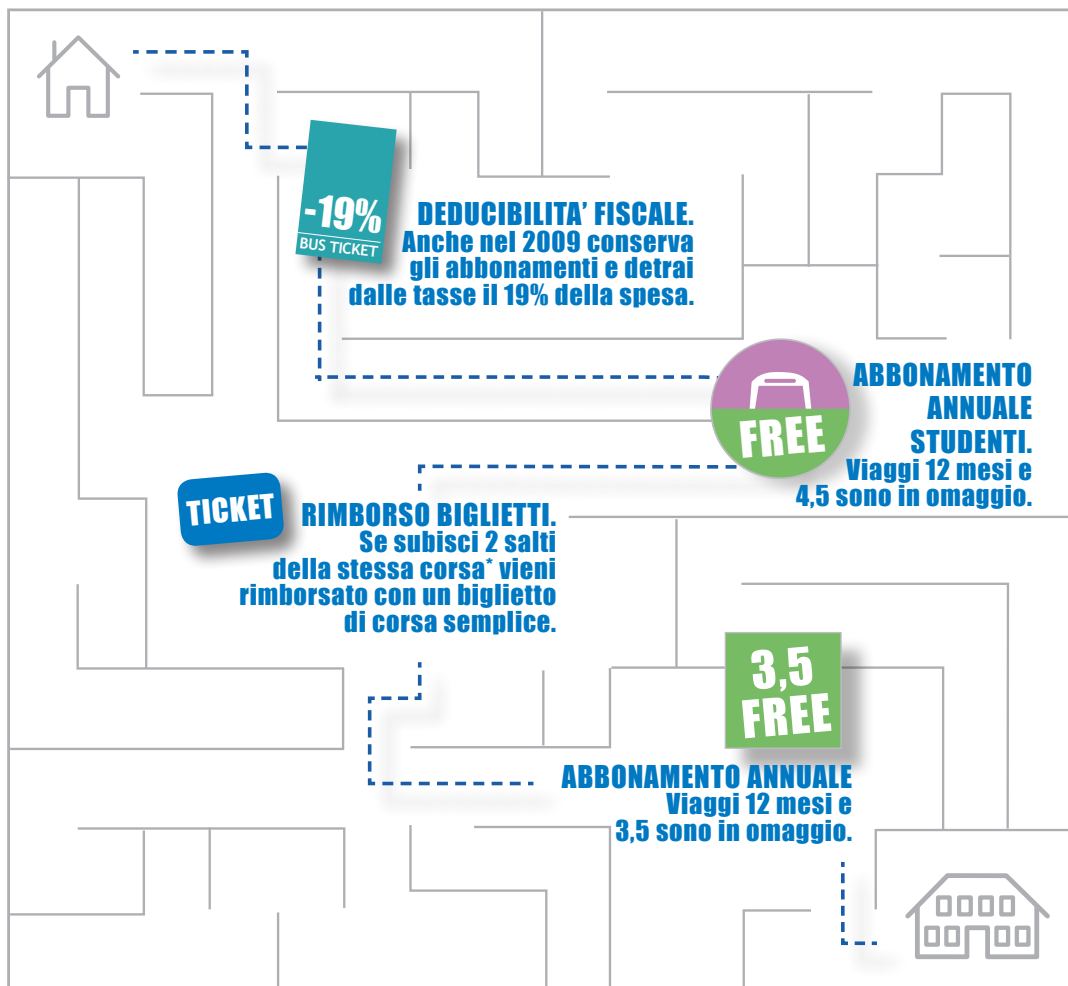 -19%
BUS TICKET
DEDUCIBILITA' FISCALE.
Anche nel 2009 conserva
gli abbonamenti e detrai
dalle tasse il 19% della spesa.
FREE
ABBONAMENTO
ANNUALE
STUDENTI.
Viaggi 12 mesi e
4,5 sono in omaggio.
TICKET
RIMBORSO BIGLIETTI.
Se subisci 2 salti
della stessa corsa* vieni
rimborsato con un biglietto
di corsa semplice.
3,5
FREE
ABBONAMENTO ANNUALE
Viaggi 12 mesi e
3,5 sono in omaggio.